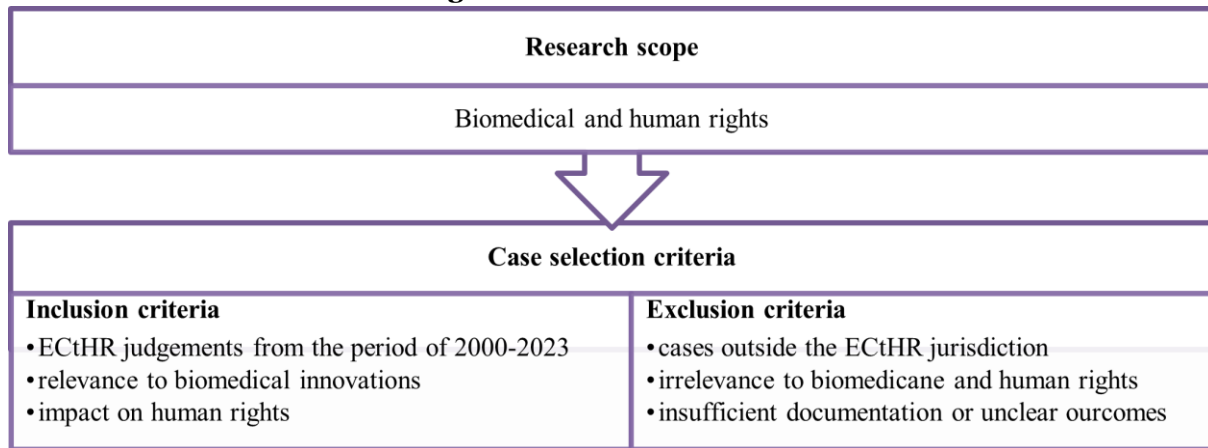 Research scope
Biomedical and human rights
Case selection criteria
Inclusion criteria
•ECtHR judgements from the period of 2000-2023
•relevance to biomedical innovations
•impact on human rights
Exclusion criteria
•cases outside the ECtHR jurisdiction
•irrelevance to biomedicane and human rights
•insufficient documentation or unclear ourcomes